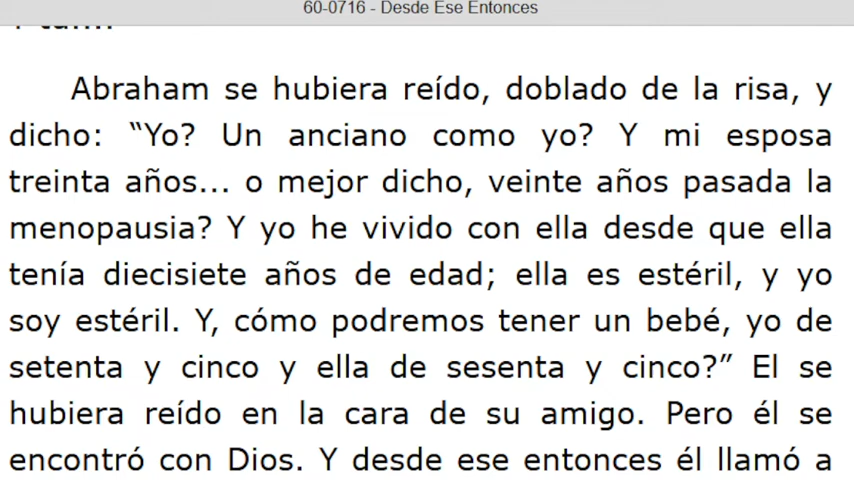 60-0716 - Desde Ese Entonces
Abraham se hubiera reído, doblado de la risa, y
dicho: “Yo? Un anciano como yo? Y mi esposa
treinta años... o mejor dicho, veinte años pasada la
menopausia? Y yo he vivido con ella desde que ella
tenía diecisiete años de edad; ella es estéril, y yo
soy estéril. Y, cómo podremos tener un bebé, yo de
setenta y cinco y ella de sesenta y cinco?” El se
hubiera reído en la cara de su amigo. Pero él se
encontró con Dios. Y desde ese entonces él llamó a